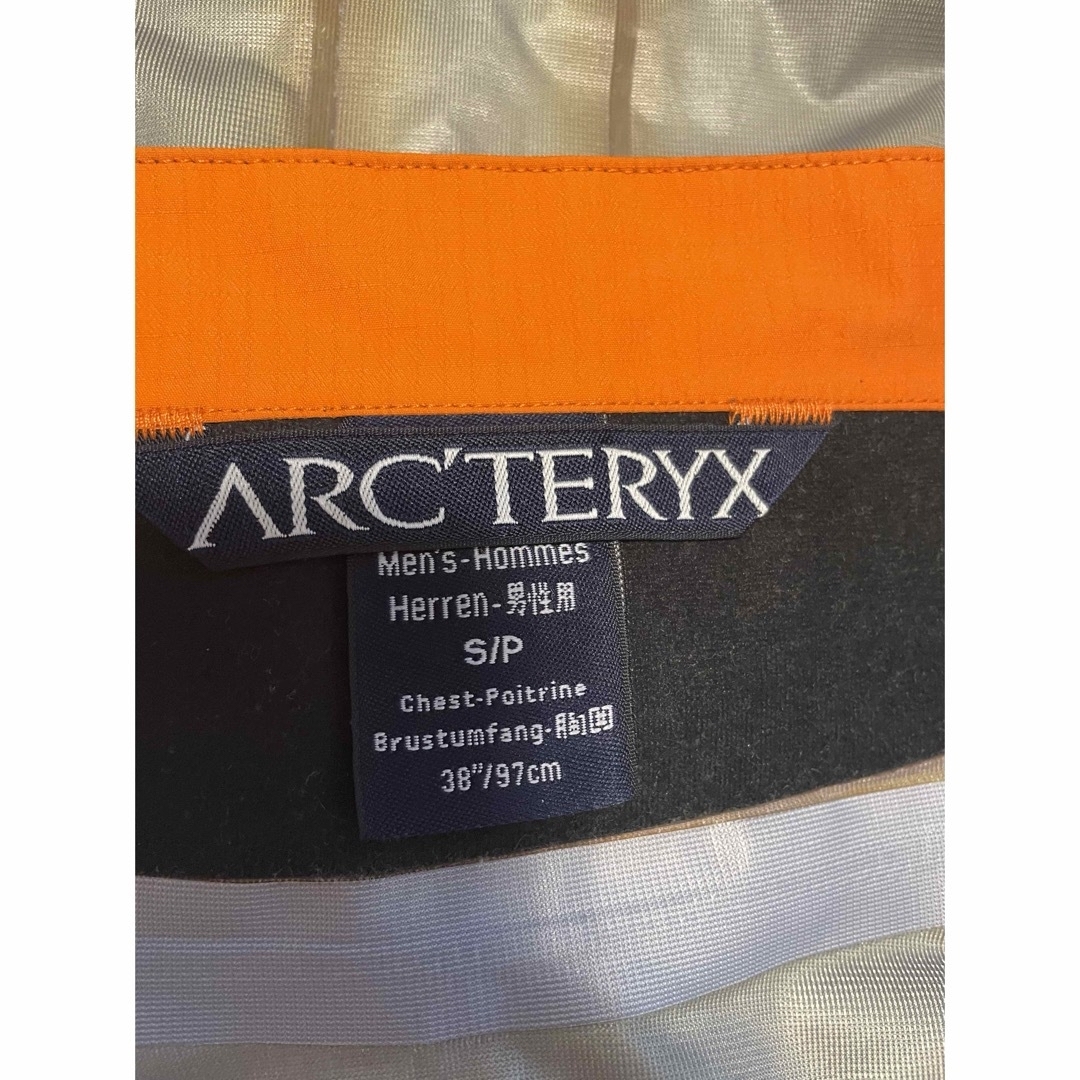 ARC'TERYX
Men's-Hommes
Herren-男性用
S/P
Chest-Poitrine
Brustumfang-胸囲
38"/97cm